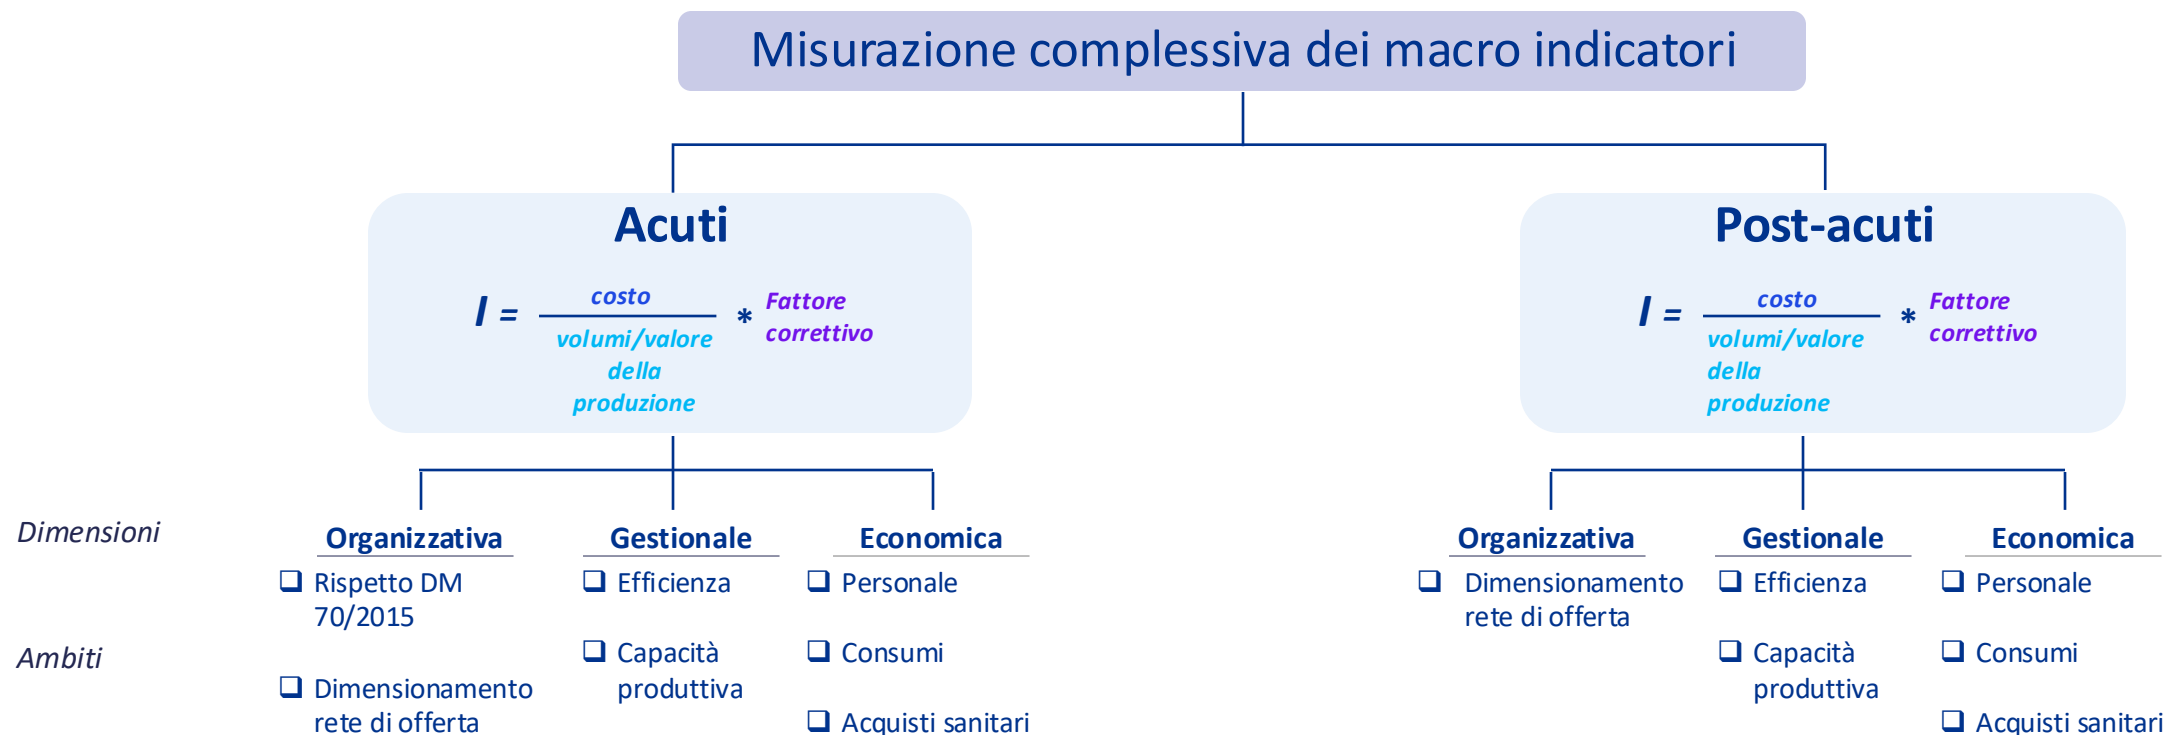 Misurazione complessiva dei macro indicatori
Acuti
I = costo * Fattore
correttivo
volumi/valore
della
produzione
Post-acuti
I = costo * Fattore
correttivo
volumi/valore
della
produzione
Dimensioni
Ambiti
Organizzativa
Rispetto DM
70/2015
Dimensionamento
rete di offerta
Gestionale
Efficienza
Capacità
produttiva
Economica
Personale
Consumi
Acquisti sanitari
Organizzativa
Dimensionamento
rete di offerta
Gestionale
Efficienza
Capacità
produttiva
Economica
Personale
Consumi
Acquisti sanitari